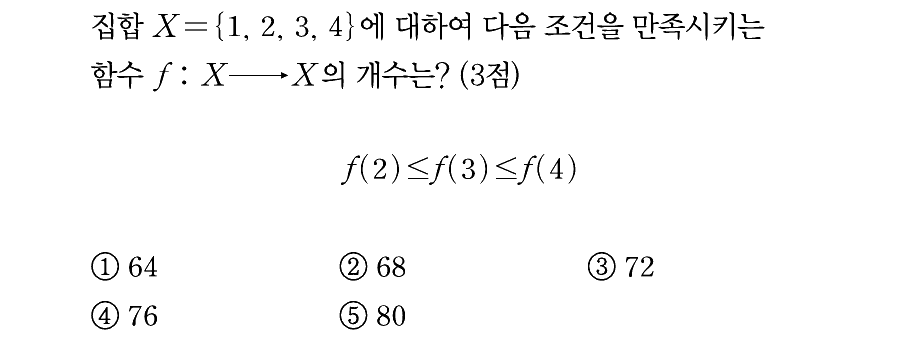 집합 X={1, 2, 3, 4}에 대하여 다음 조건을 만족시키는
함수 f : X⟶X의 개수는? (3점)
f(2)≤f(3)≤f(4)
① 64 ② 68 ③ 72
④ 76 ⑤ 80